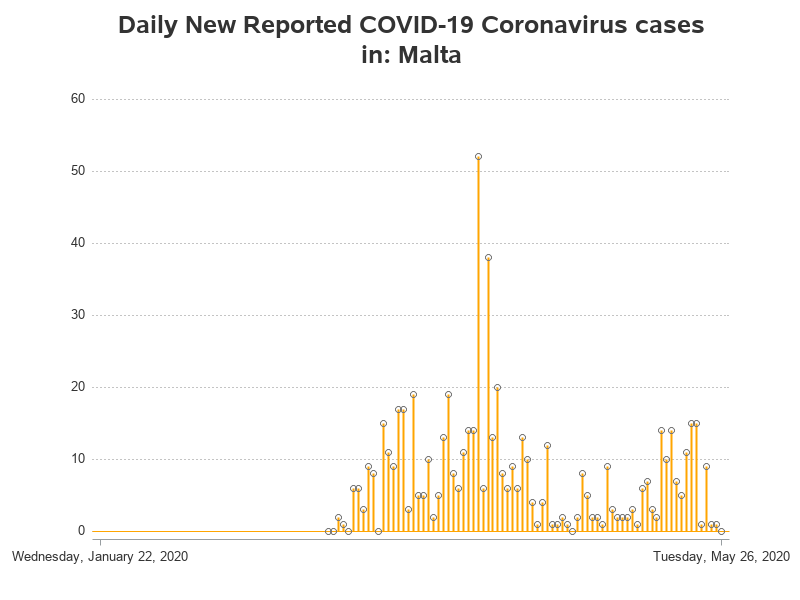 Daily New Reported COVID-19 Coronavirus cases
in: Malta
60
50
40
30
20
10
0
Wednesday, January 22, 2020 Tuesday, May 26, 2020